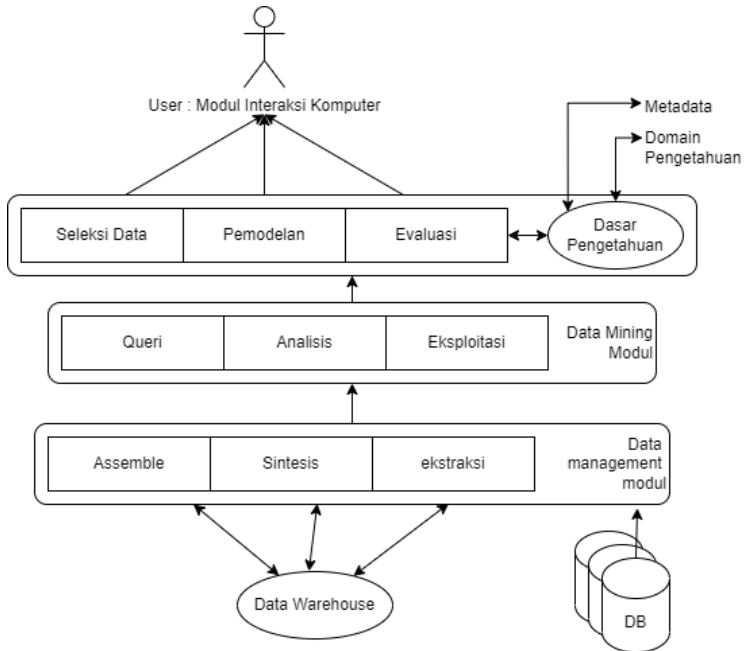 User : Modul Interaksi Komputer
Metadata
Domain
Pengetahuan
Seleksi Data
Pemodelan
Evaluasi
Dasar
Pengetahuan
Queri
Analisis
Eksploitasi
Data Mining
Modul
Assemble
Sintesis
ekstraksi
Data
management
modul
Data Warehouse
DB